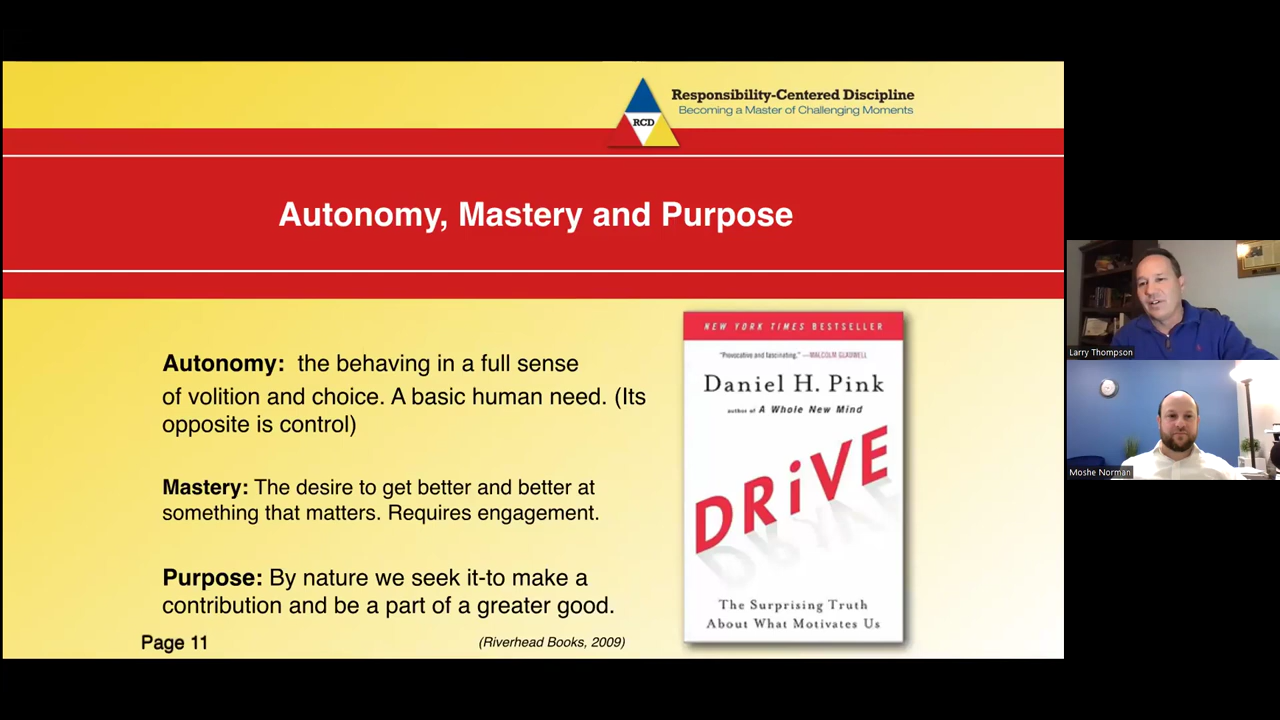 Responsibility-Centered Discipline
Becoming a Master of Challenging Moments
RCD
Autonomy, Mastery and Purpose
Autonomy: the behaving in a full sense
of volition and choice. A basic human need. (Its
opposite is control)
Mastery: The desire to get better and better at
something that matters. Requires engagement.
Purpose: By nature we seek it-to make a
contribution and be a part of a greater good.
Page 11
(Riverhead Books, 2009)
NEW YORK TIMES BESTSELLER
"Provocative and fascinating." —MALCOLM GLADWELL
Daniel H. Pink
author of A Whole New Mind
DRiVE
The Surprising Truth
About What Motivates Us
Larry Thompson
Moshe Norman